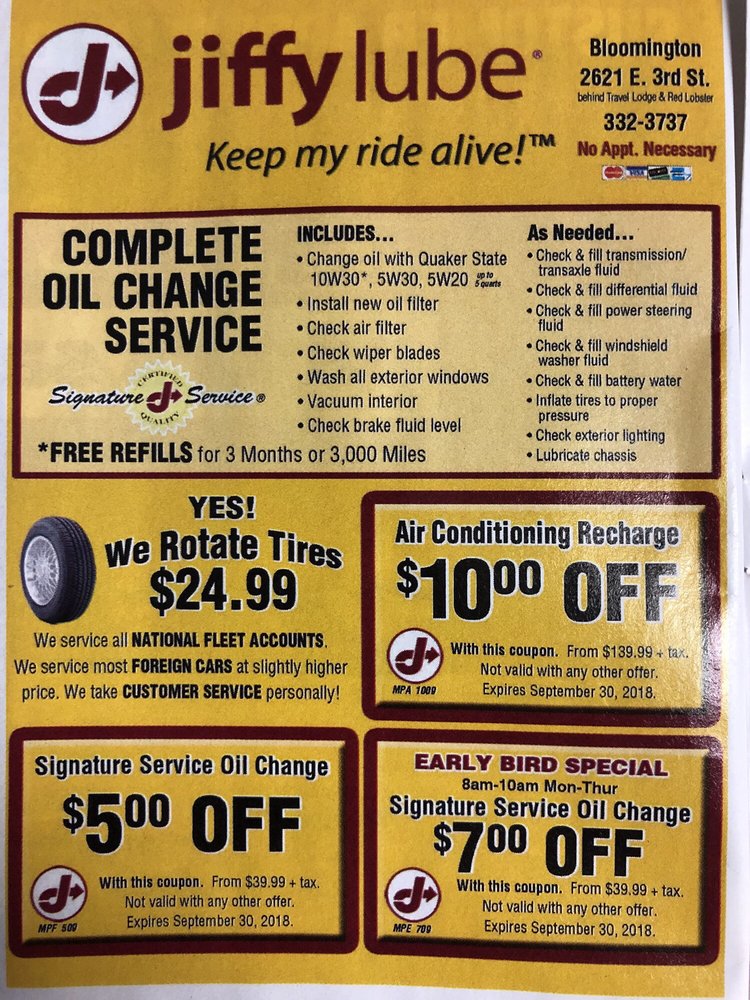 jiffy lube®
Keep my ride alive!™
Bloomington
2621 E. 3rd St.
behind Travel Lodge & Red Lobster
332-3737
No Appt. Necessary
VISA
COMPLETE
OIL CHANGE
SERVICE
CERTIFIED
Signature Service®
QUALITY
INCLUDES...
• Change oil with Quaker State
10W30*, 5W30, 5W20 up to 5 quarts
• Install new oil filter
• Check air filter
• Check wiper blades
• Wash all exterior windows
• Vacuum interior
• Check brake fluid level
As Needed...
• Check & fill transmission/
transaxle fluid
• Check & fill differential fluid
• Check & fill power steering
fluid
• Check & fill windshield
washer fluid
• Check & fill battery water
• Inflate tires to proper
pressure
• Check exterior lighting
• Lubricate chassis
*FREE REFILLS for 3 Months or 3,000 Miles
YES!
We Rotate Tires
$24.99
We service all NATIONAL FLEET ACCOUNTS.
We service most FOREIGN CARS at slightly higher
price. We take CUSTOMER SERVICE personally!
Air Conditioning Recharge
$10.00 OFF
With this coupon. From $139.99 + tax.
Not valid with any other offer.
Expires September 30, 2018.
MPA 1009
Signature Service Oil Change
$5.00 OFF
With this coupon. From $39.99 + tax.
Not valid with any other offer.
Expires September 30, 2018.
MPF 509
EARLY BIRD SPECIAL
8am-10am Mon-Thur
Signature Service Oil Change
$7.00 OFF
With this coupon. From $39.99 + tax.
Not valid with any other offer.
Expires September 30, 2018.
MPE 709